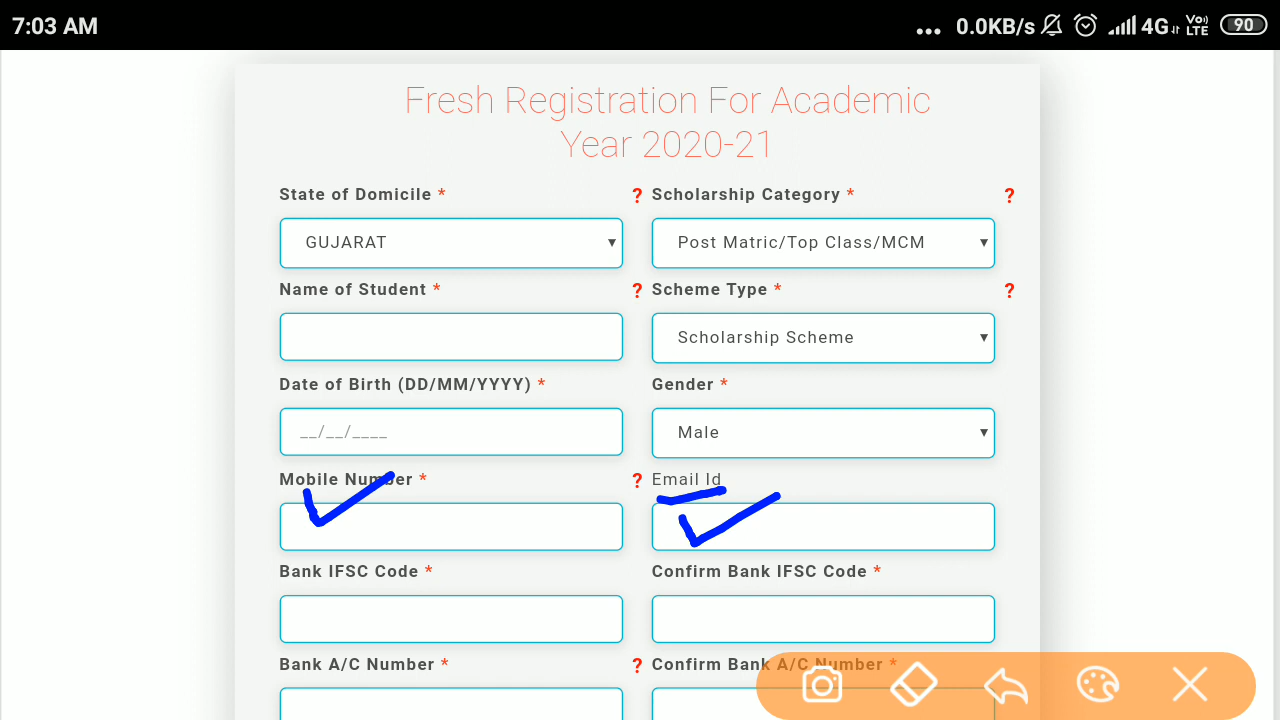 7:03 AM
... 0.0KB/s 4G Vo) LTE 90
Fresh Registration For Academic
Year 2020-21
State of Domicile * ? Scholarship Category * ?
GUJARAT Post Matric/Top Class/MCM
Name of Student * ? Scheme Type * ?
Scholarship Scheme
Date of Birth (DD/MM/YYYY) * Gender *
__/__/____ Male
Mobile Number * ? Email Id
Bank IFSC Code * Confirm Bank IFSC Code *
Bank A/C Number * ? Confirm Bank A/C Number *